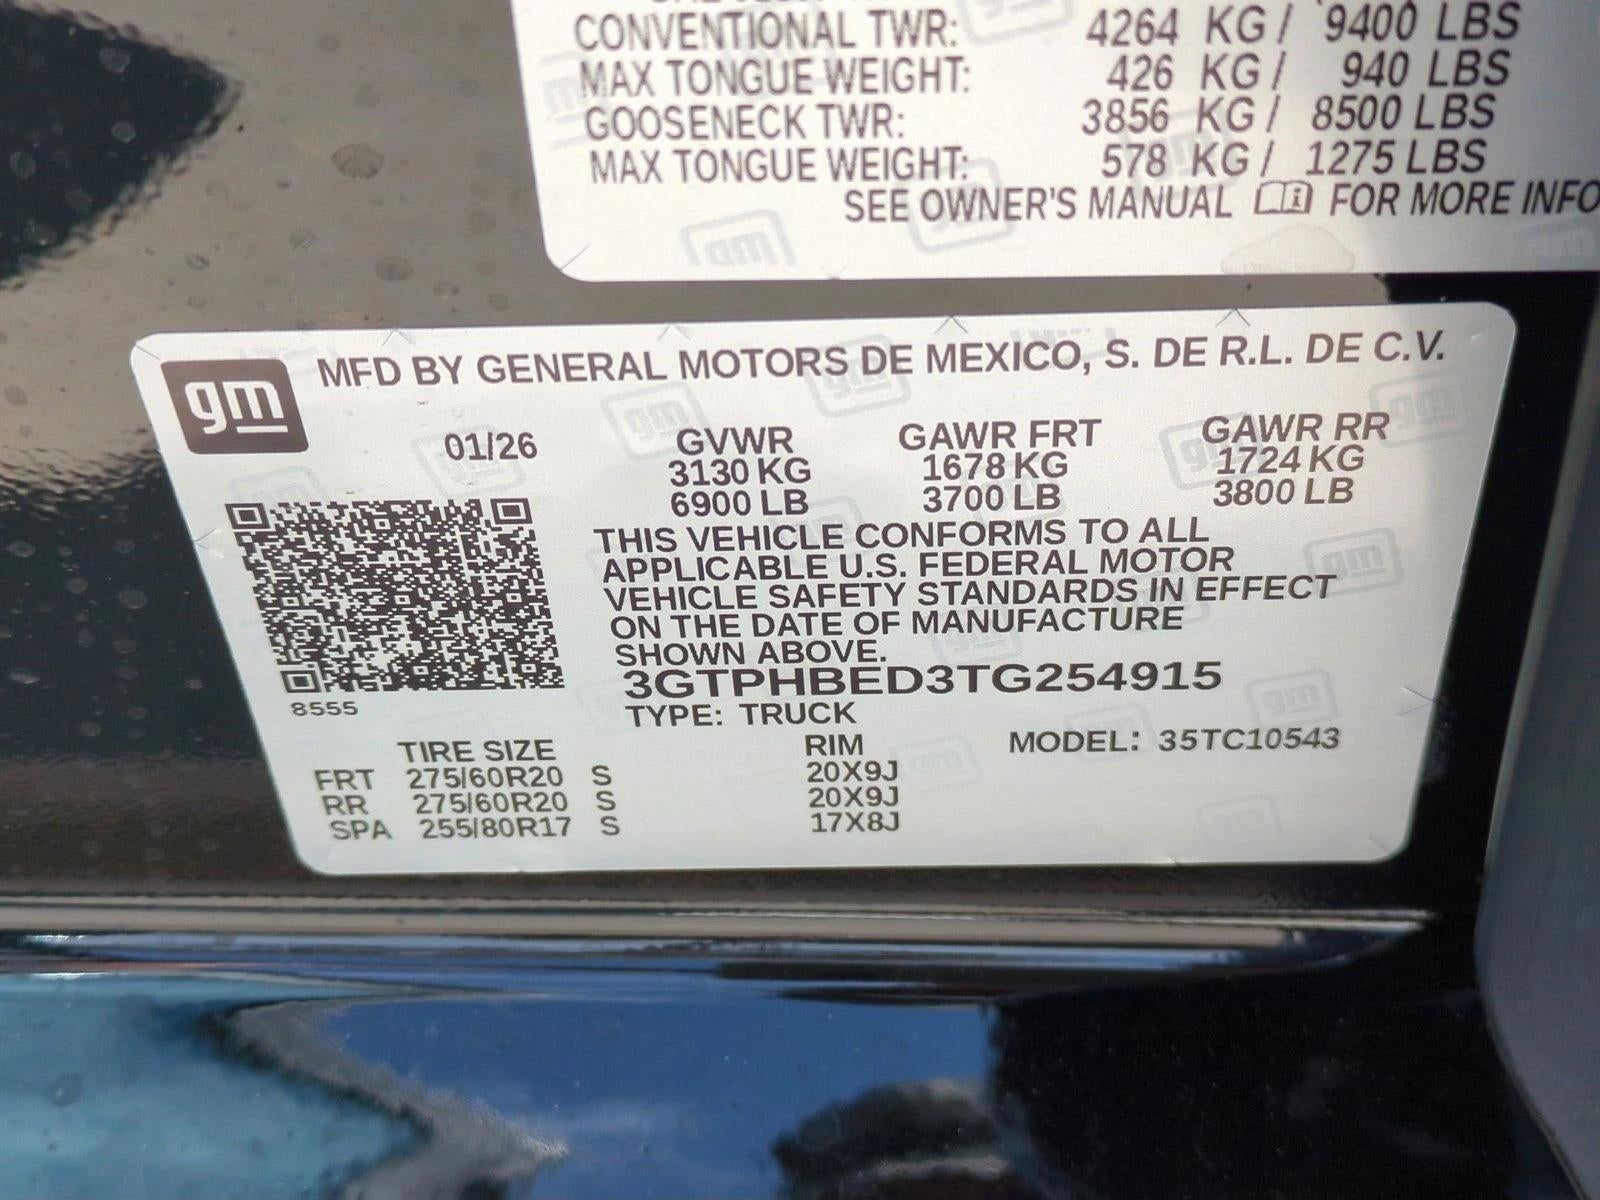 CONVENTIONAL TWR: 4264 KG / 9400 LBS
MAX TONGUE WEIGHT: 426 KG / 940 LBS
GOOSENECK TWR: 3856 KG / 8500 LBS
MAX TONGUE WEIGHT: 578 KG / 1275 LBS
SEE OWNER'S MANUAL FOR MORE INFO
gm MFD BY GENERAL MOTORS DE MEXICO, S. DE R.L. DE C.V.
01/26 GVWR GAWR FRT GAWR RR
3130 KG 1678 KG 1724 KG
6900 LB 3700 LB 3800 LB
THIS VEHICLE CONFORMS TO ALL
APPLICABLE U.S. FEDERAL MOTOR
VEHICLE SAFETY STANDARDS IN EFFECT
ON THE DATE OF MANUFACTURE
SHOWN ABOVE.
3GTPHBED3TG254915
8555
TYPE: TRUCK
TIRE SIZE RIM MODEL: 35TC10543
FRT 275/60R20 S 20X9J
RR 275/60R20 S 20X9J
SPA 255/80R17 S 17X8J